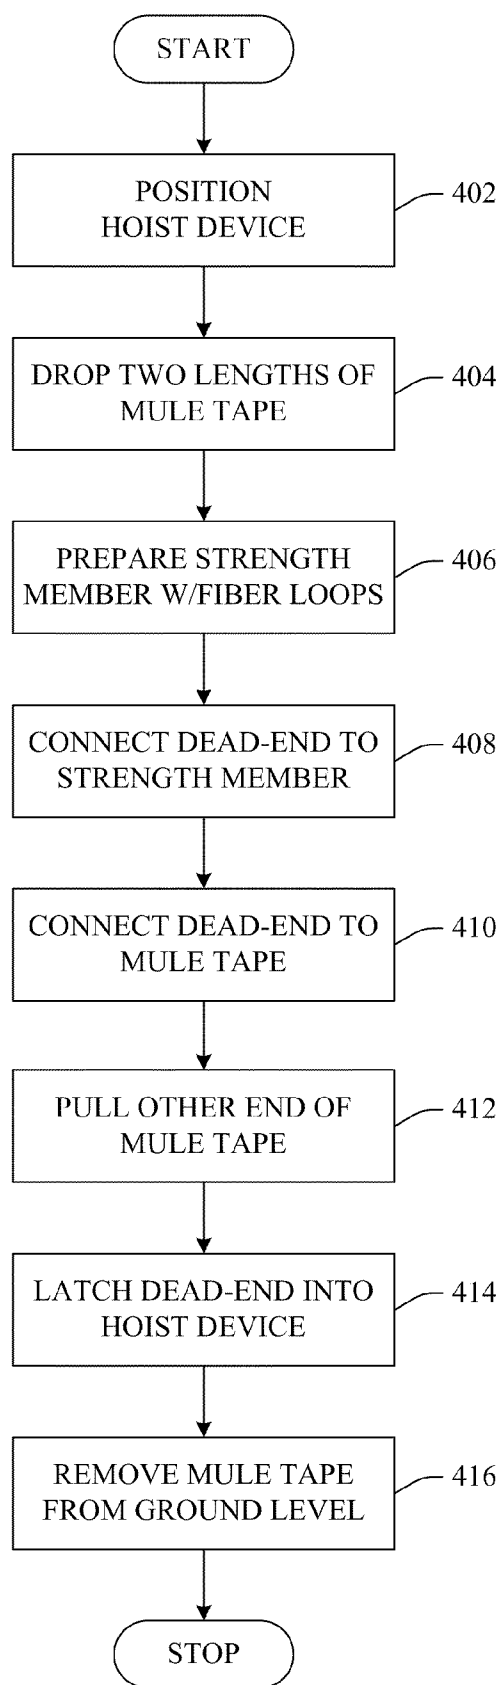 START
POSITION
HOIST DEVICE
402
DROP TWO LENGTHS OF
MULE TAPE
404
PREPARE STRENGTH
MEMBER W/FIBER LOOPS
406
CONNECT DEAD-END TO
STRENGTH MEMBER
408
CONNECT DEAD-END TO
MULE TAPE
410
PULL OTHER END OF
MULE TAPE
412
LATCH DEAD-END INTO
HOIST DEVICE
414
REMOVE MULE TAPE
FROM GROUND LEVEL
416
STOP